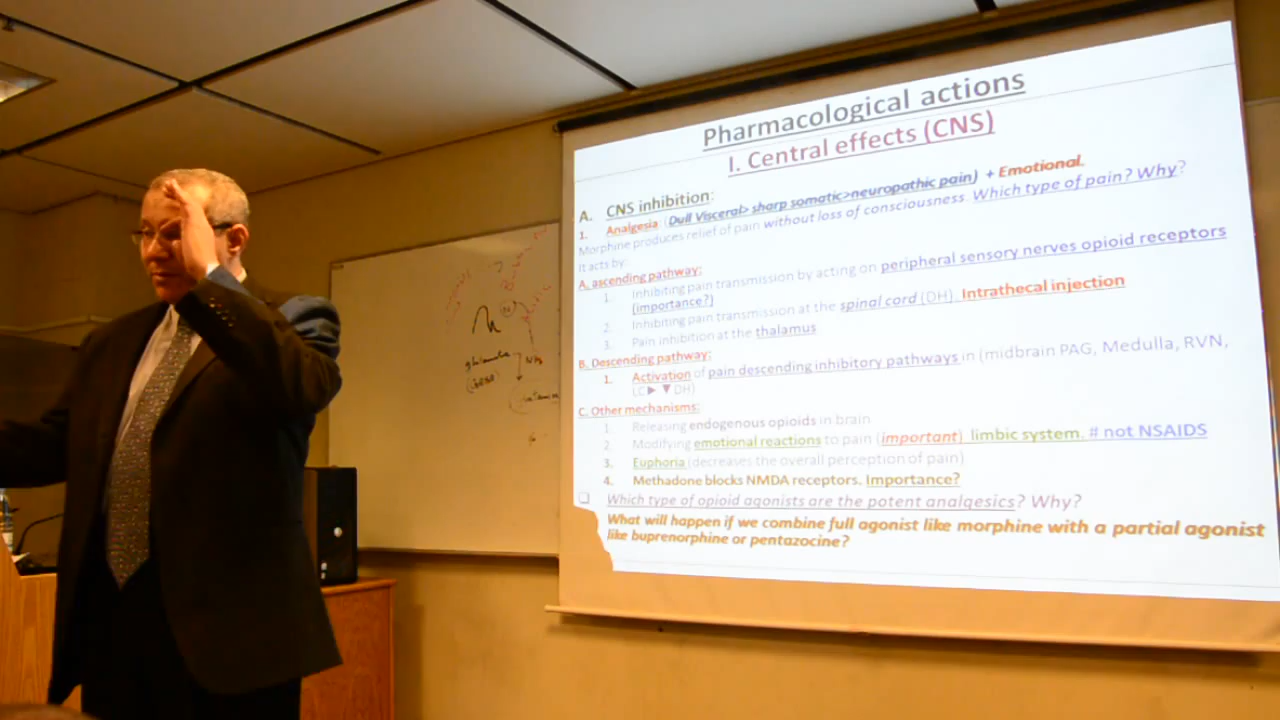 Pharmacological actions
I. Central effects (CNS)
A. CNS inhibition:
1. Analgesia (Dull Visceral> sharp somatic>neuropathic pain) + Emotional.
Morphine produces relief of pain without loss of consciousness. Which type of pain? Why?
It acts by:
A. ascending pathway:
1. Inhibiting pain transmission by acting on peripheral sensory nerves opioid receptors
(importance?)
2. Inhibiting pain transmission at the spinal cord (DH). Intrathecal injection
3. Pain inhibition at the thalamus
B. Descending pathway:
1. Activation of pain descending inhibitory pathways in (midbrain PAG, Medulla, RVN,
LC ► ▼ DH)
C. Other mechanisms:
1. Releasing endogenous opioids in brain
2. Modifying emotional reactions to pain (important) limbic system. # not NSAIDS
3. Euphoria (decreases the overall perception of pain)
4. Methadone blocks NMDA receptors. Importance?
❑ Which type of opioid agonists are the potent analgesics? Why?
What will happen if we combine full agonist like morphine with a partial agonist
like buprenorphine or pentazocine?